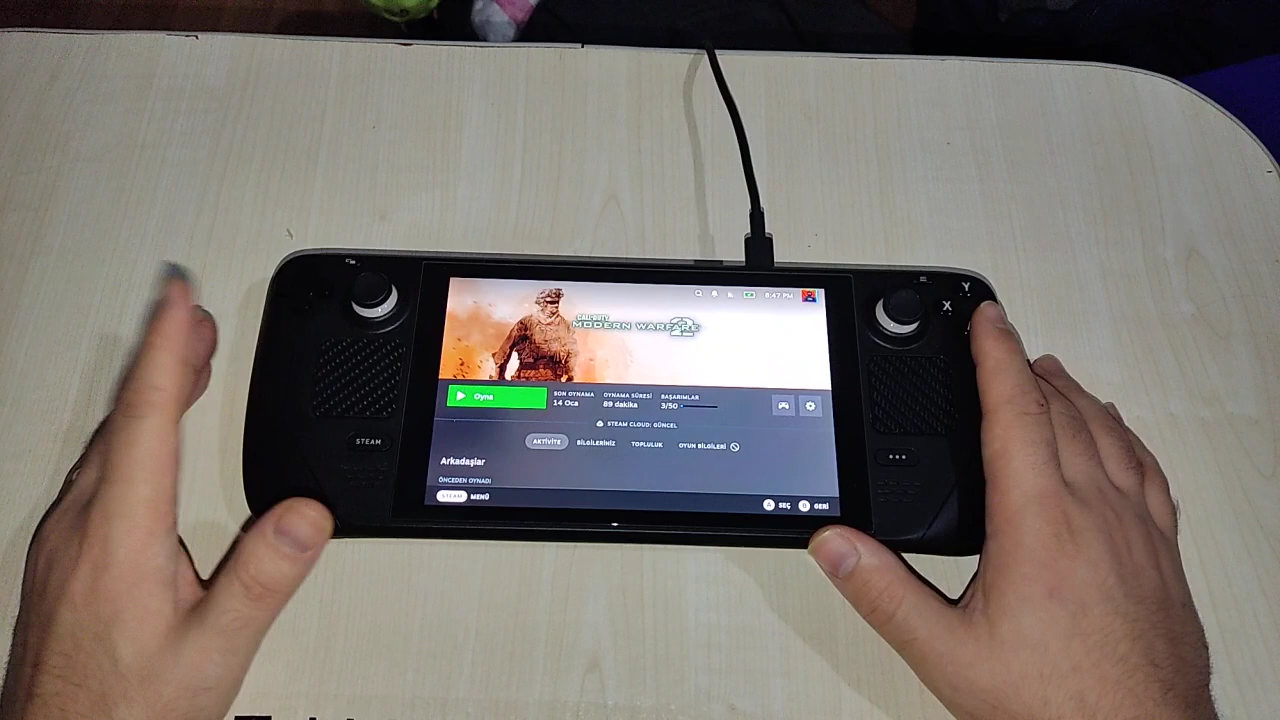 8:47 PM
CALL OF DUTY
MODERN WARFARE 2
Oyna
SON OYNAMA
14 Oca
OYNAMA SÜRESİ
89 dakika
BAŞARIMLAR
3/50
STEAM CLOUD: GÜNCEL
AKTİVİTE BİLGİLERİNİZ TOPLULUK OYUN BİLGİLERİ
Arkadaşlar
ÖNCEDEN OYNADI
STEAM MENÜ
A SEÇ B GERİ
Y
X
STEAM